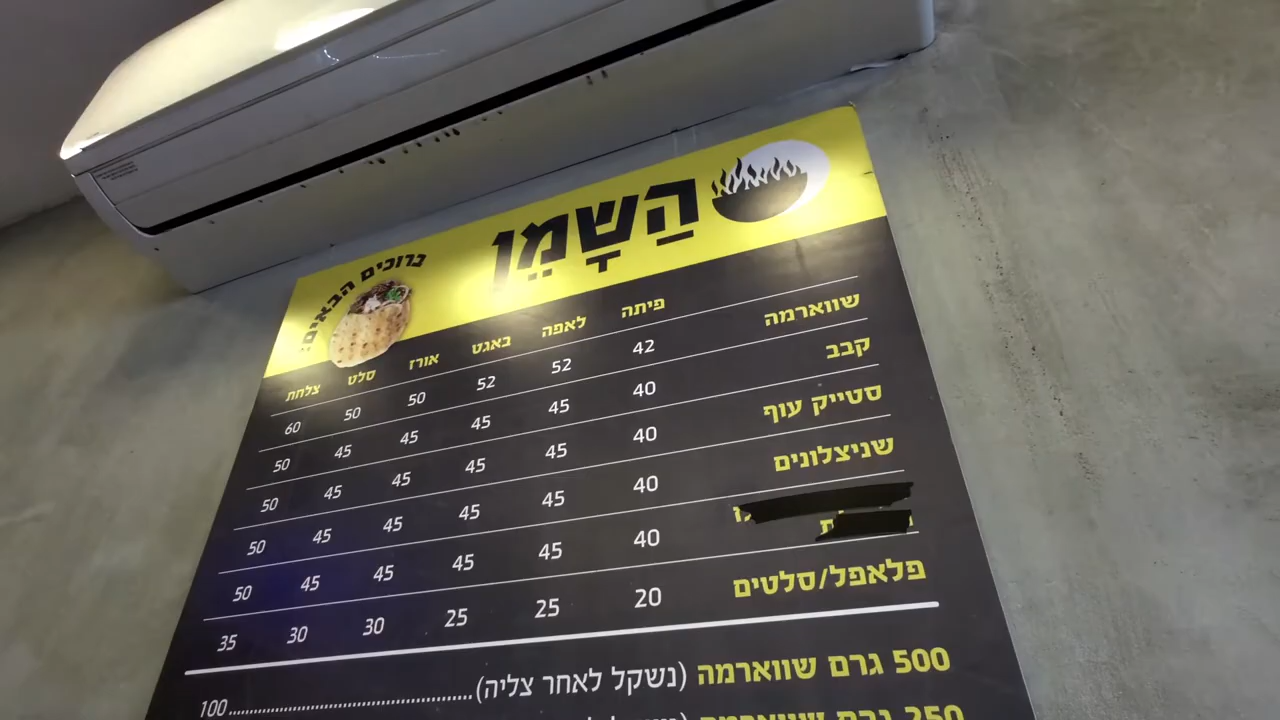 הַשָׁמֵן
ברוכים הבאים:
פיתה לאפה באגט אורז סלט צלחת
שווארמה 42 52 52 50 50 60
קבב 40 45 45 45 45 50
סטייק עוף 40 45 45 45 45 50
שניצלונים 40 45 45 45 45 50
40 45 45 45 45 50
פלאפל/סלטים 20 25 25 30 30 35
500 גרם שווארמה (נשקל לאחר צליה)....................100
250 גרם שווארמה